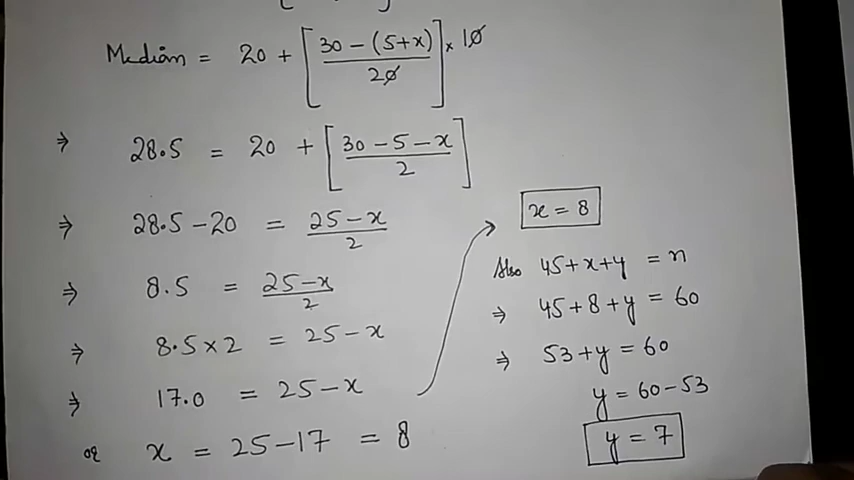 Median = 20 + [ 30 - (5+x) / 20 ] × 10
⇒ 28.5 = 20 + [ 30 - 5 - x / 2 ]
⇒ 28.5 - 20 = 25 - x / 2
⇒ 8.5 = 25 - x / 2
⇒ 8.5 × 2 = 25 - x
⇒ 17.0 = 25 - x
or x = 25 - 17 = 8
x = 8
Also 45 + x + y = n
⇒ 45 + 8 + y = 60
⇒ 53 + y = 60
y = 60 - 53
y = 7